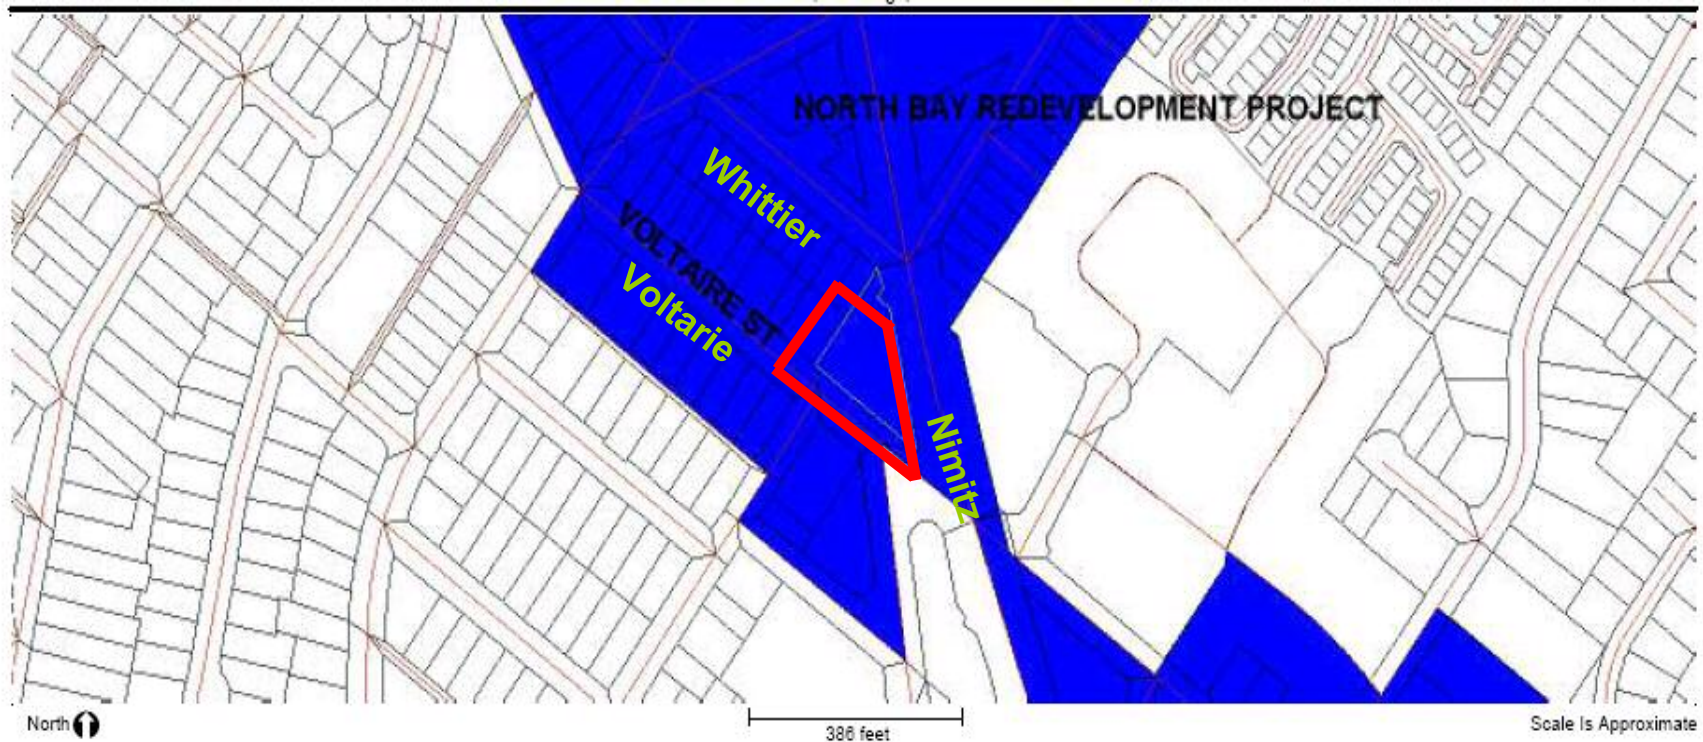 NORTH BAY REDEVELOPMENT PROJECT
Whittier
VOLTAIRE ST
Voltarie
Nimitz
North
386 feet
Scale Is Approximate